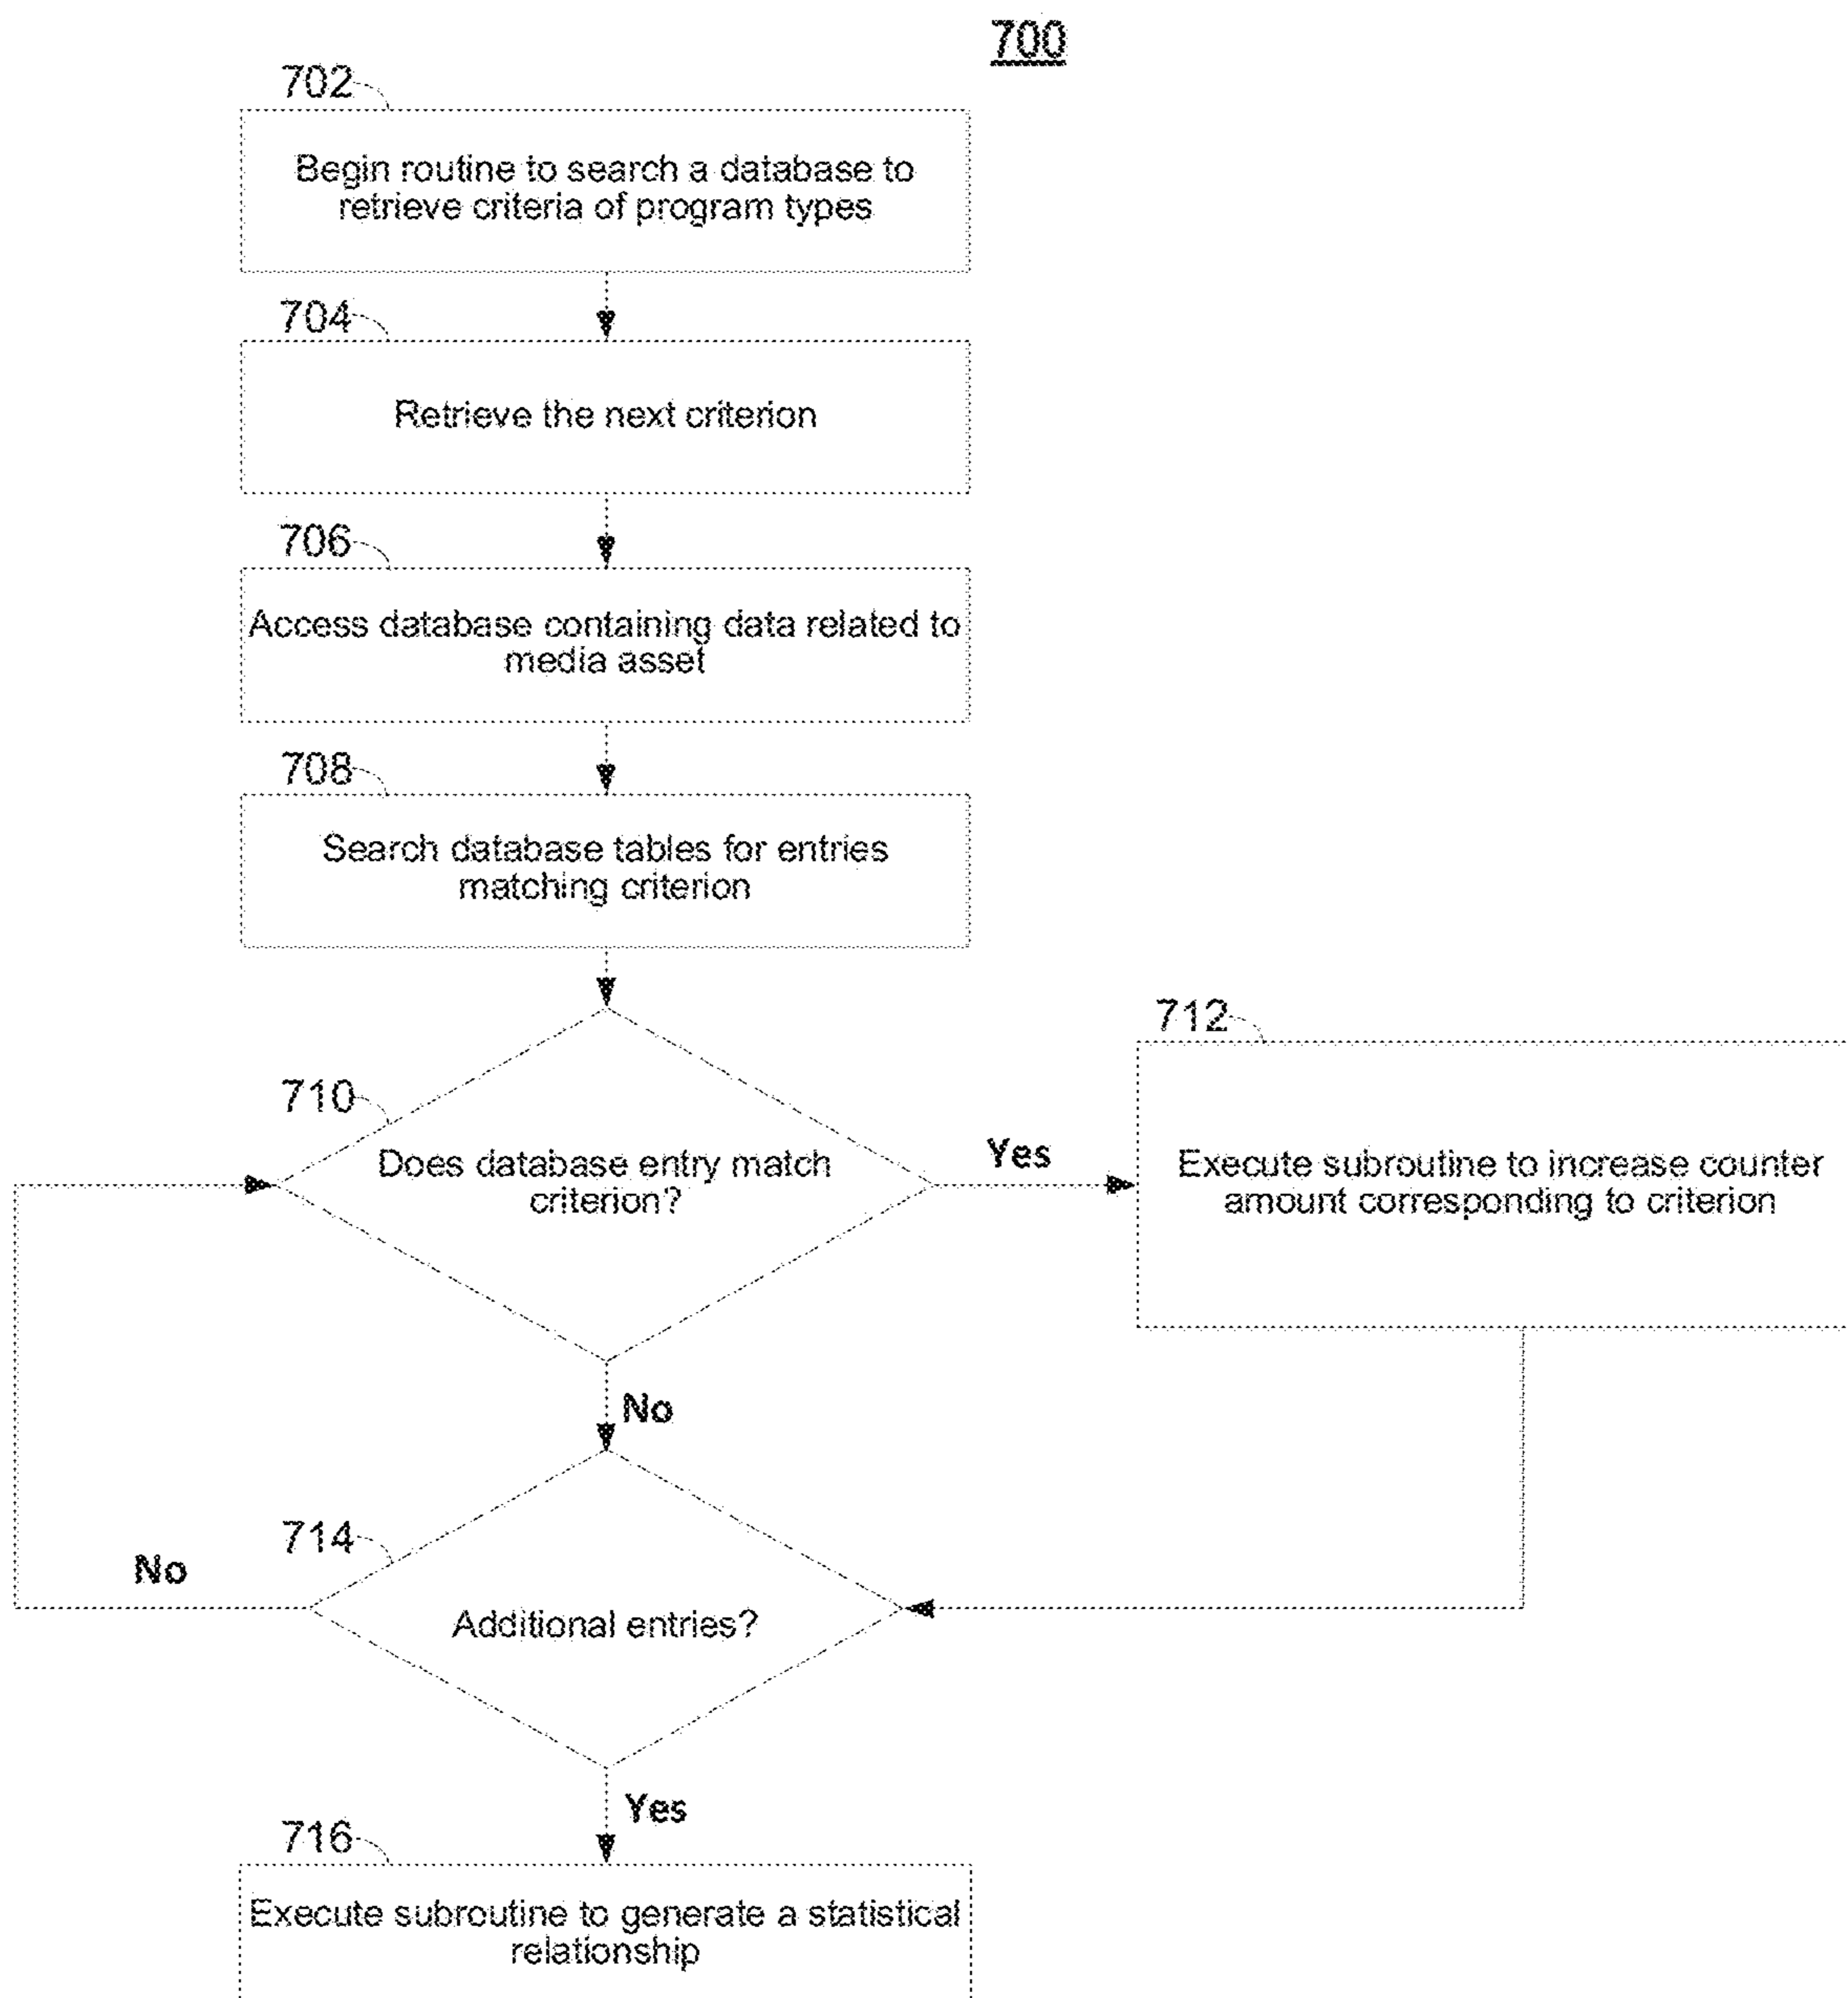 700
702
Begin routine to search a database to
retrieve criteria of program types
704
Retrieve the next criterion
706
Access database containing data related to
media asset
708
Search database tables for entries
matching criterion
710
Does database entry match
criterion?
Yes
712
Execute subroutine to increase counter
amount corresponding to criterion
No
714
No
Additional entries?
Yes
716
Execute subroutine to generate a statistical
relationship